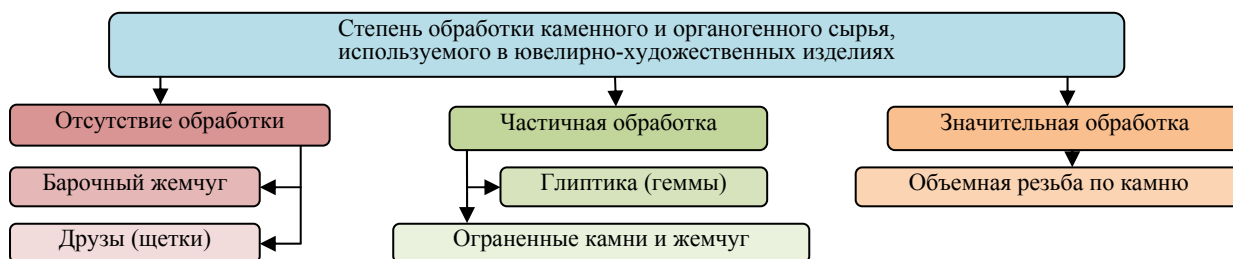 Степень обработки каменного и органогенного сырья,
используемого в ювелирно-художественных изделиях
Отсутствие обработки
Барочный жемчуг
Друзы (щетки)
Частичная обработка
Глиптика (геммы)
Ограненные камни и жемчуг
Значительная обработка
Объемная резьба по камню